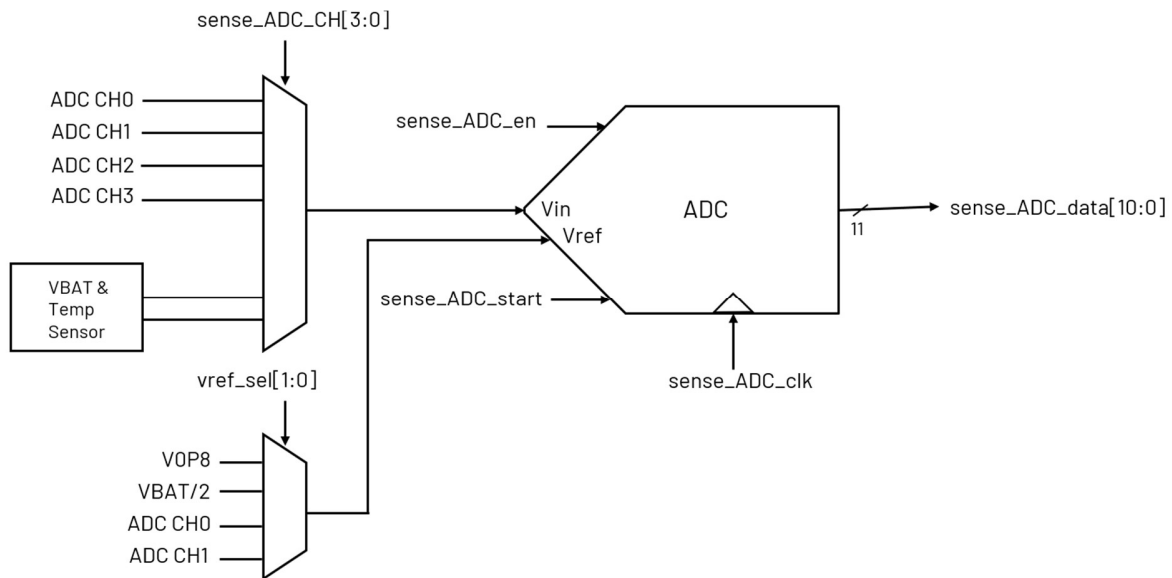 sense_ADC_CH[3:0]
ADC CH0
ADC CH1
ADC CH2
ADC CH3
VBAT &
Temp
Sensor
sense_ADC_en
Vin
Vref
ADC
sense_ADC_start
sense_ADC_clk
11
sense_ADC_data[10:0]
vref_sel[1:0]
V0P8
VBAT/2
ADC CH0
ADC CH1